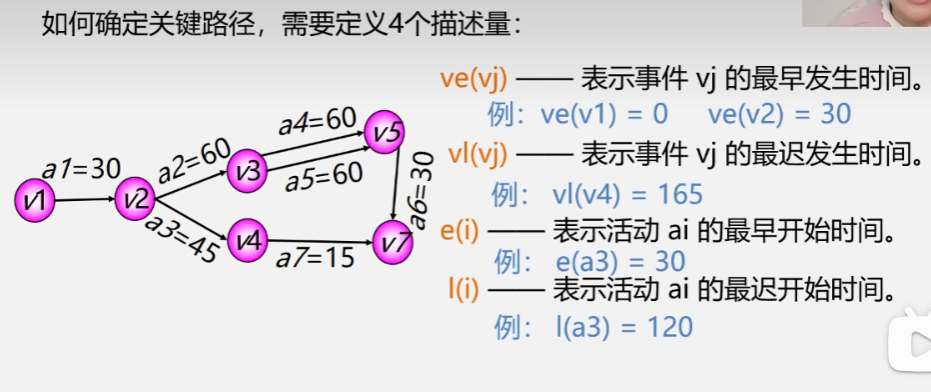 如何确定关键路径，需要定义4个描述量：
ve(vj) —— 表示事件 vj 的最早发生时间。
例：ve(v1) = 0 ve(v2) = 30
vl(vj) —— 表示事件 vj 的最迟发生时间。
例： vl(v4) = 165
e(i) —— 表示活动 ai 的最早开始时间。
例： e(a3) = 30
l(i) —— 表示活动 ai 的最迟开始时间。
例： l(a3) = 120
a1=30
a2=60
a4=60
a5=60
a3=45
a7=15
a6=30
v1
v2
v3
v5
v4
v7